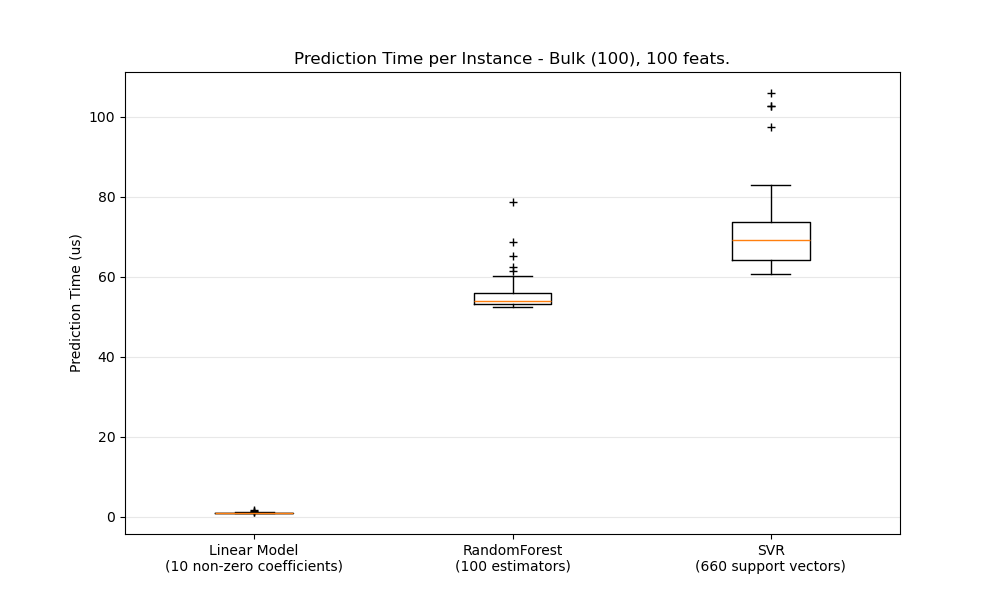 Prediction Time per Instance - Bulk (100), 100 feats.
Prediction Time (us)
100
80
60
40
20
0
Linear Model
(10 non-zero coefficients)
RandomForest
(100 estimators)
SVR
(660 support vectors)